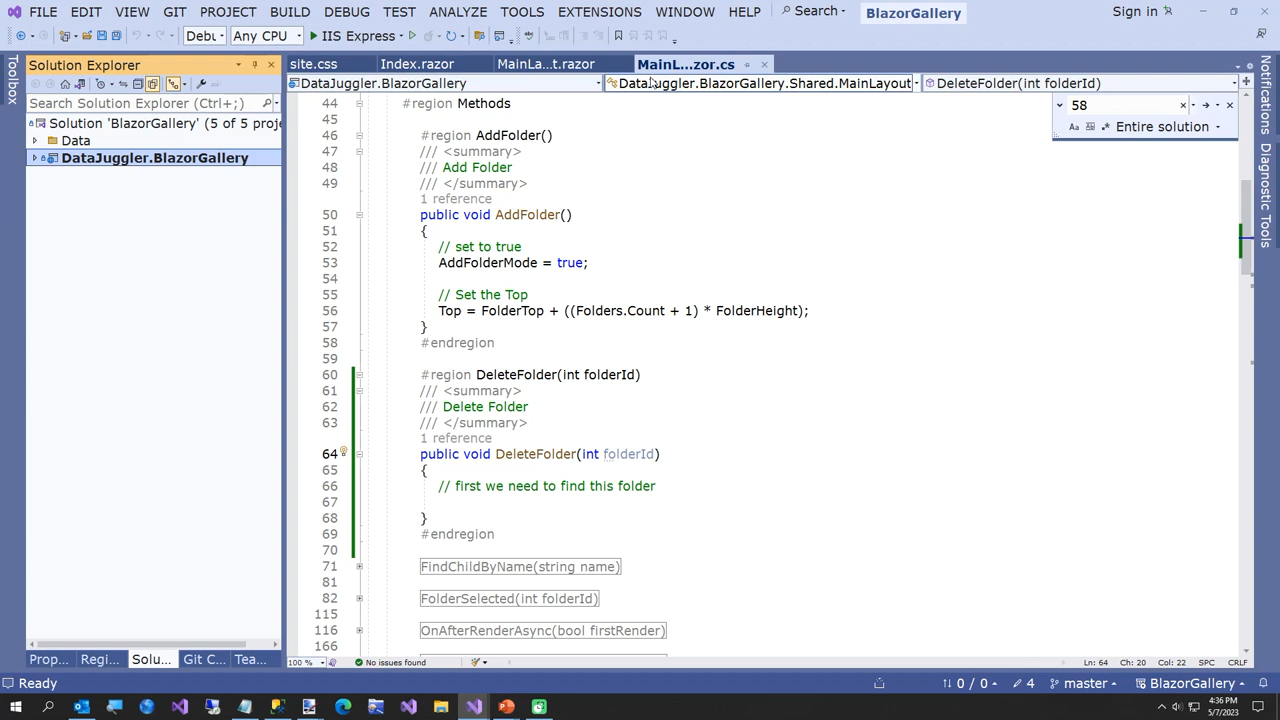 FILE EDIT VIEW GIT PROJECT BUILD DEBUG TEST ANALYZE TOOLS EXTENSIONS WINDOW HELP Search BlazorGallery Sign in
Debu Any CPU IIS Express
Toolbox
Solution Explorer
Search Solution Explorer (Ctrl+;)
Solution 'BlazorGallery' (5 of 5 proje
Data
DataJuggler.BlazorGallery
site.css Index.razor MainLa...t.razor MainL...zor.cs
DataJuggler.BlazorGallery DataJuggler.BlazorGallery.Shared.MainLayout DeleteFolder(int folderId)
58
Entire solution
44 #region Methods
45
46 #region AddFolder()
47 /// <summary>
48 /// Add Folder
49 /// </summary>
1 reference
50 public void AddFolder()
51 {
52 // set to true
53 AddFolderMode = true;
54
55 // Set the Top
56 Top = FolderTop + ((Folders.Count + 1) * FolderHeight);
57 }
58 #endregion
59
60 #region DeleteFolder(int folderId)
61 /// <summary>
62 /// Delete Folder
63 /// </summary>
1 reference
64 public void DeleteFolder(int folderId)
65 {
66 // first we need to find this folder
67
68 }
69 #endregion
70
71 FindChildByName(string name)
81
82 FolderSelected(int folderId)
115
116 OnAfterRenderAsync(bool firstRender)
166
Notifications
Diagnostic Tools
Prop... Regi... Solu... Git C... Tea...
100 % No issues found Ln: 64 Ch: 20 Col: 22 SPC CRLF
Ready 0 / 0 4 master BlazorGallery
4:36 PM
5/7/2023